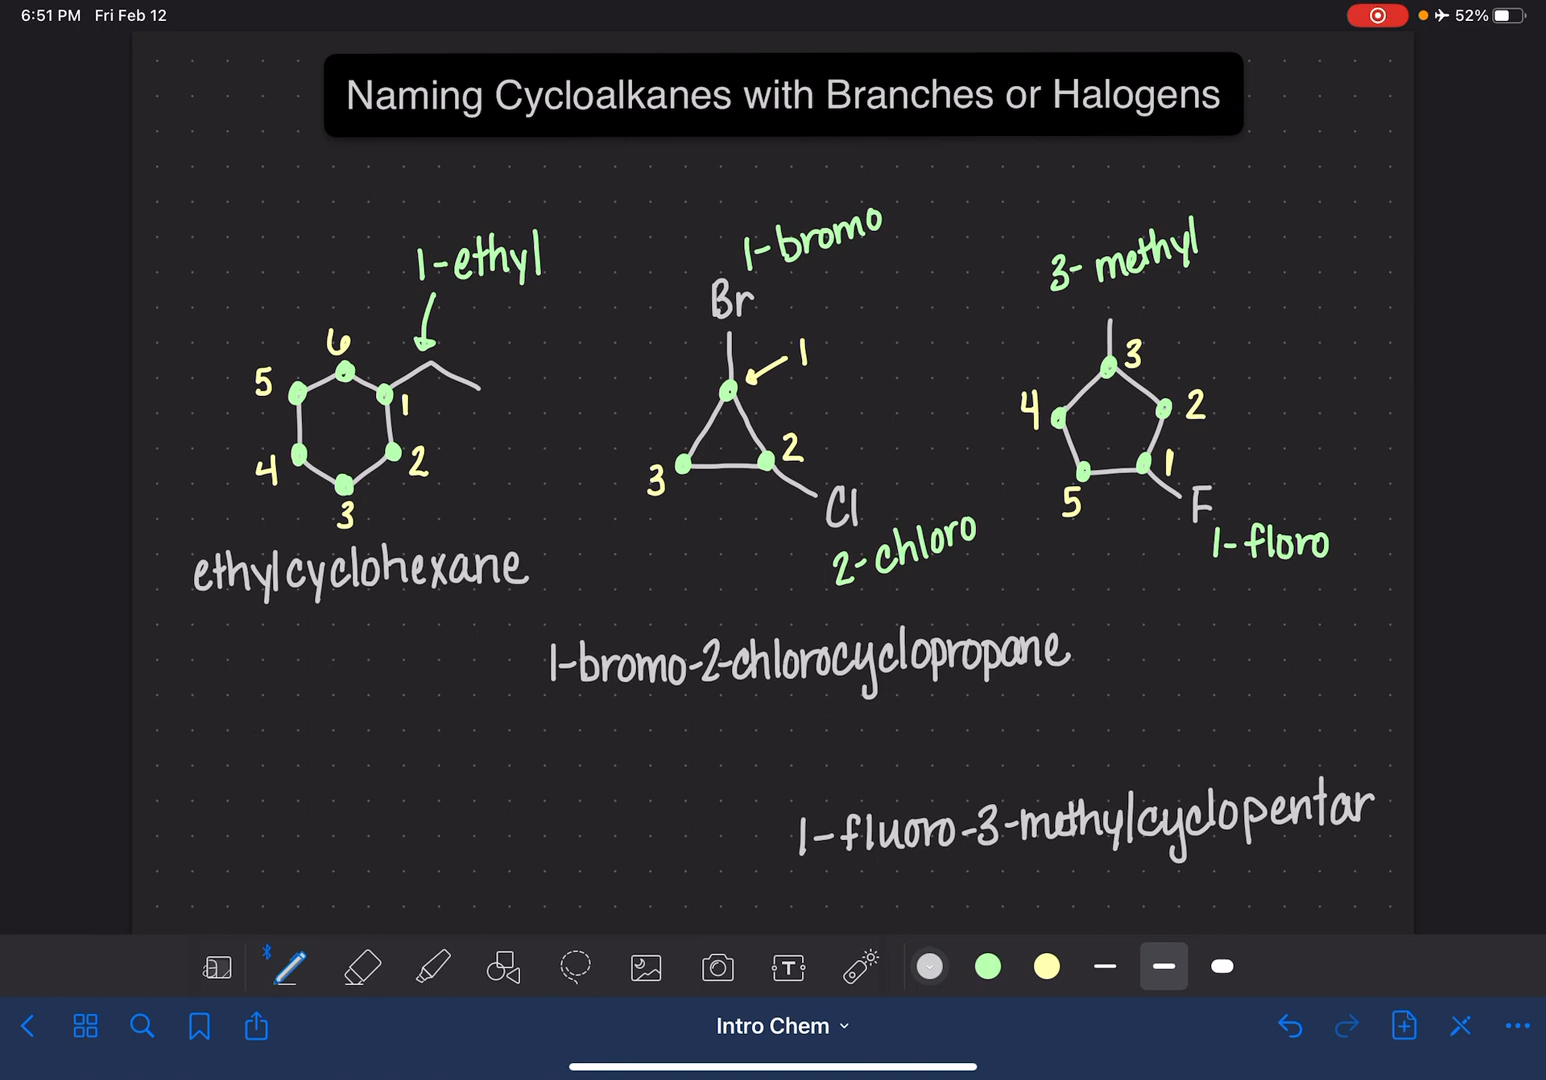 6:51 PM Fri Feb 12
52%
Naming Cycloalkanes with Branches or Halogens
1-ethyl
6
5
1
4
2
3
ethylcyclohexane
1-bromo
Br
1
2
3
Cl
2-chloro
1-bromo-2-chlorocyclopropane
3-methyl
3
4
2
1
5
F
1-floro
1-fluoro-3-methylcyclopentar
T
Intro Chem